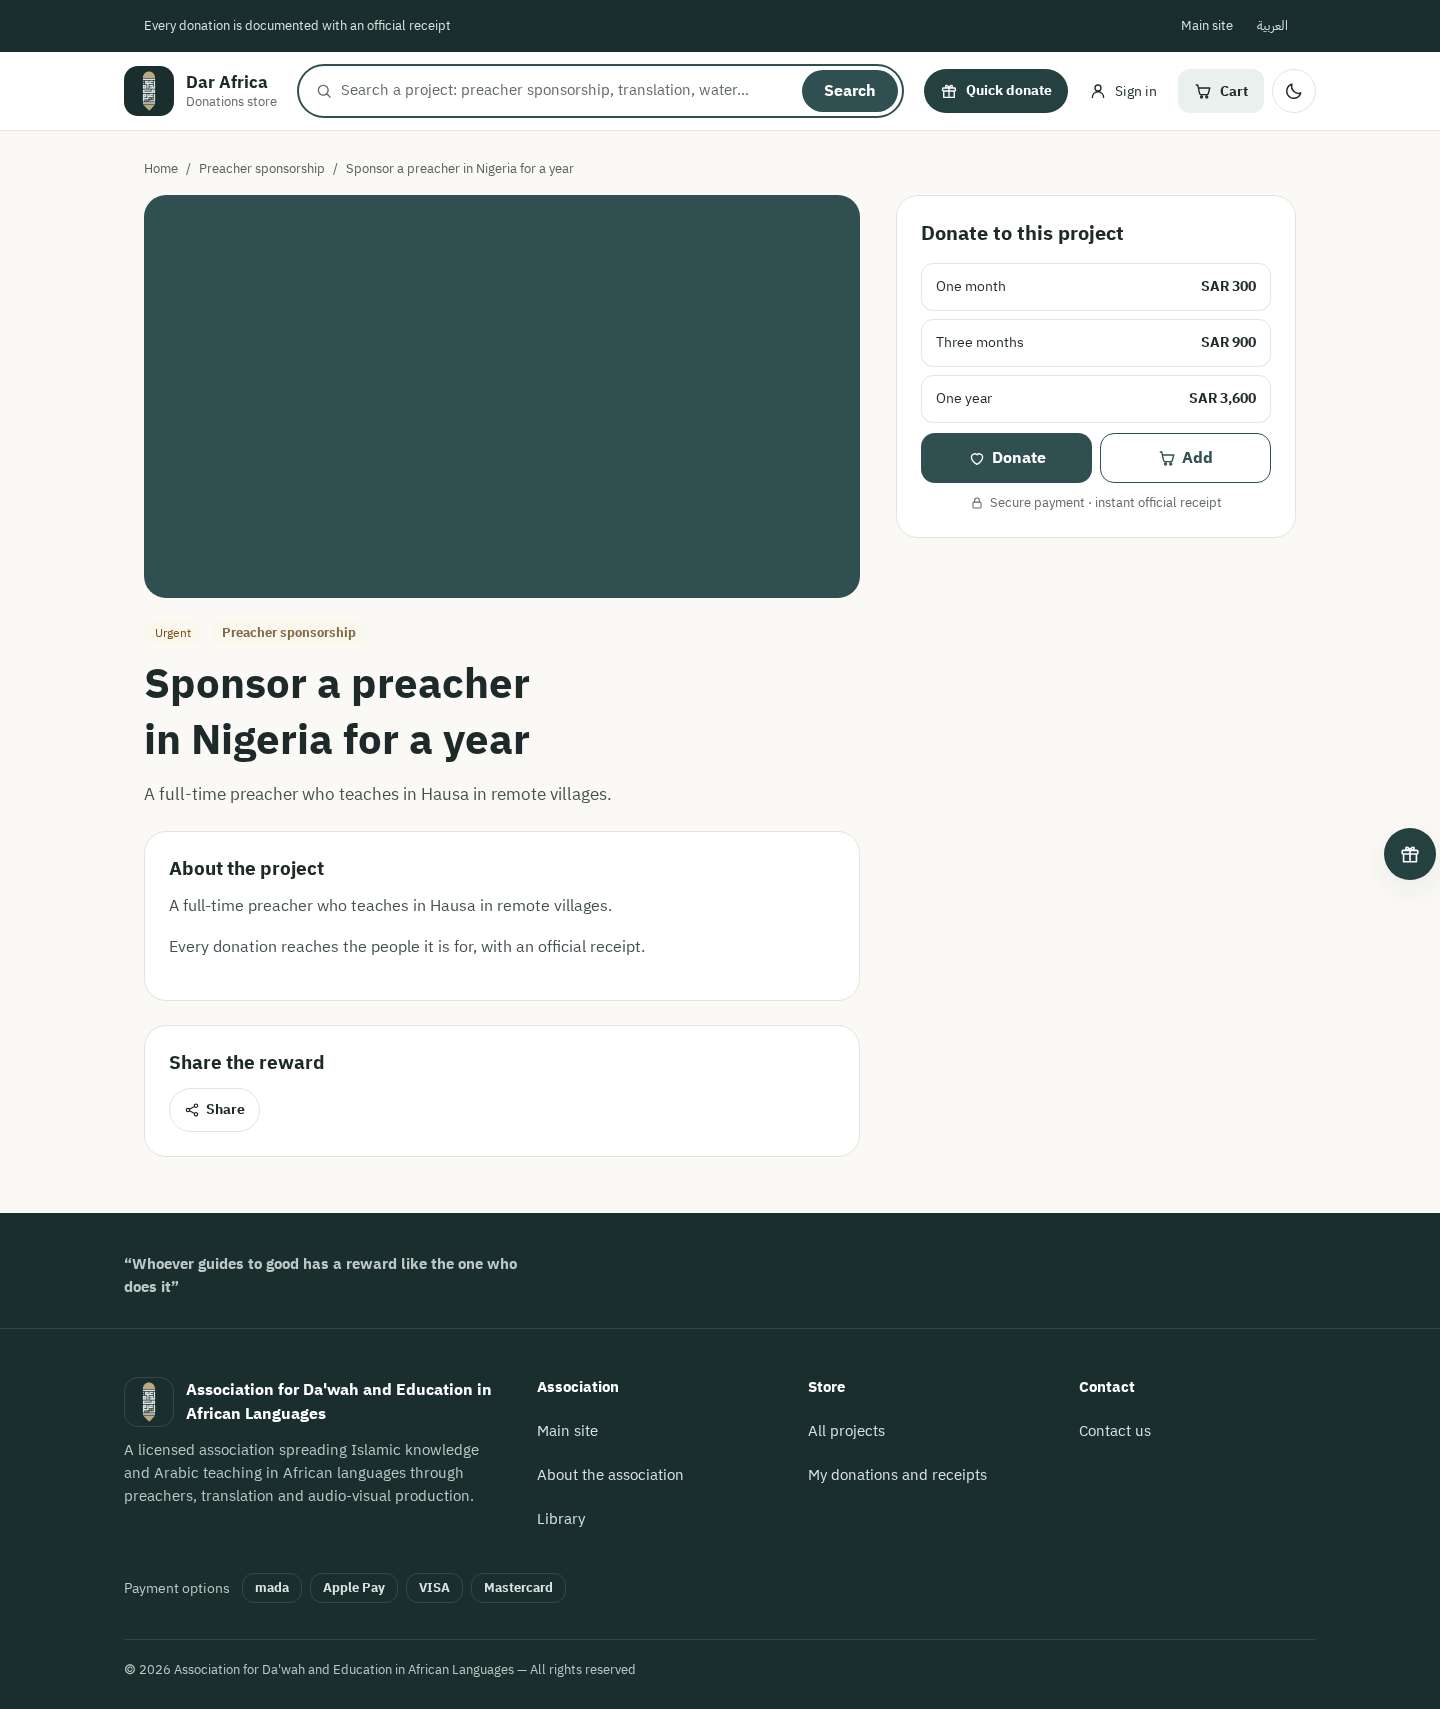 Every donation is documented with an official receipt
Main site
العربية
Dar Africa
Donations store
Search a project: preacher sponsorship, translation, water...
Search
Quick donate
Sign in
Cart
Home / Preacher sponsorship / Sponsor a preacher in Nigeria for a year
Donate to this project
One month SAR 300
Three months SAR 900
One year SAR 3,600
Donate
Add
Secure payment · instant official receipt
Urgent
Preacher sponsorship
Sponsor a preacher
in Nigeria for a year
A full-time preacher who teaches in Hausa in remote villages.
About the project
A full-time preacher who teaches in Hausa in remote villages.
Every donation reaches the people it is for, with an official receipt.
Share the reward
Share
“Whoever guides to good has a reward like the one who
does it”
Association for Da'wah and Education in
African Languages
A licensed association spreading Islamic knowledge
and Arabic teaching in African languages through
preachers, translation and audio-visual production.
Association
Main site
About the association
Library
Store
All projects
My donations and receipts
Contact
Contact us
Payment options
mada
Apple Pay
VISA
Mastercard
© 2026 Association for Da'wah and Education in African Languages — All rights reserved